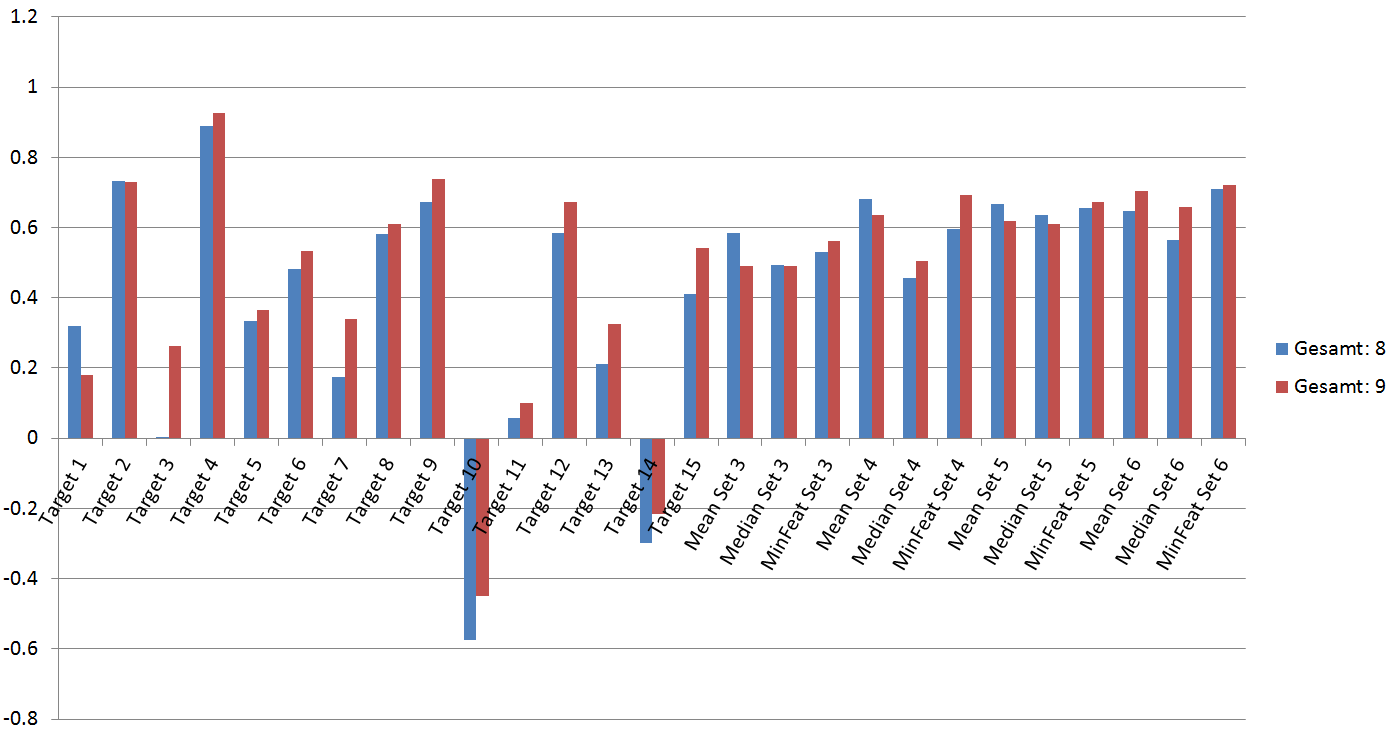 1.2
1
0.8
0.6
0.4
0.2
0
-0.2
-0.4
-0.6
-0.8
Target 1
Target 2
Target 3
Target 4
Target 5
Target 6
Target 7
Target 8
Target 9
Target 10
Target 11
Target 12
Target 13
Target 14
Target 15
Mean Set 3
Median Set 3
MinFeat Set 3
Mean Set 4
Median Set 4
MinFeat Set 4
Mean Set 5
Median Set 5
MinFeat Set 5
Mean Set 6
Median Set 6
MinFeat Set 6
Gesamt: 8
Gesamt: 9